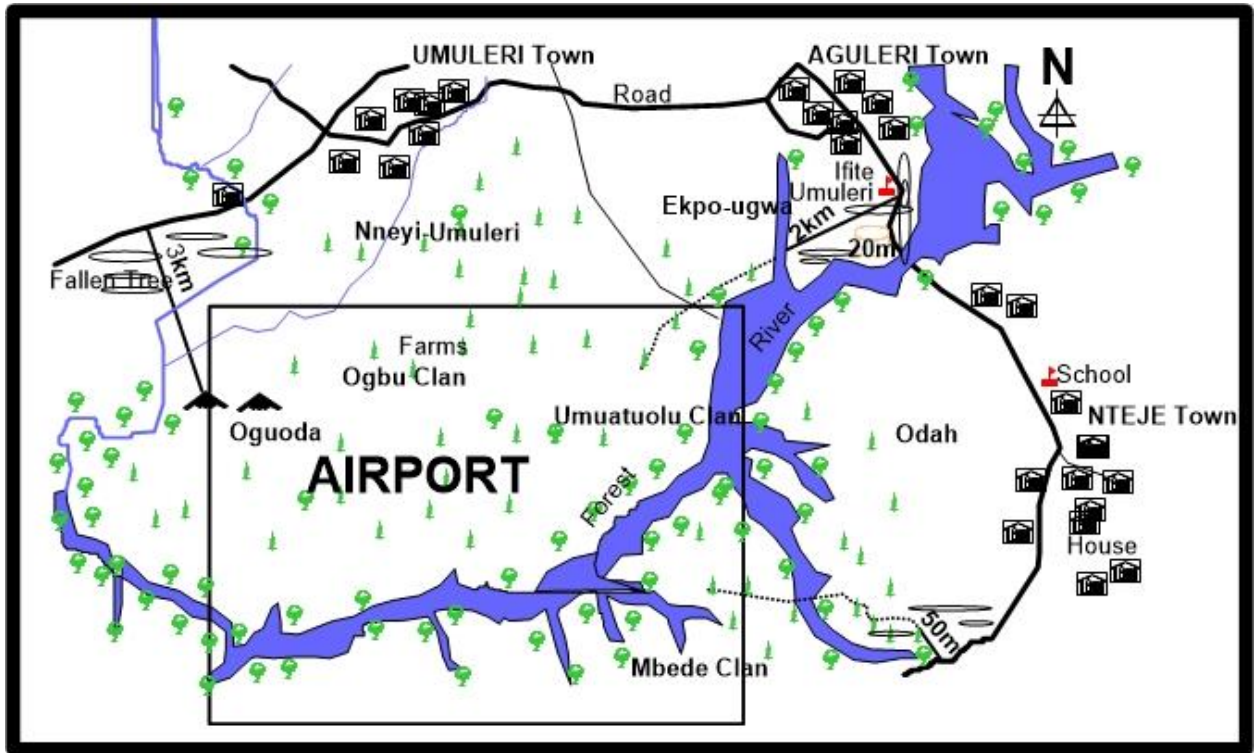 UMULERI Town
AGULERI Town
N
Road
Ifite
Umuleri
Ekpo-ugwa
2km
Nneyi-Umuleri
20m
3km
Fallen Tree
River
Farms
Ogbu Clan
School
Umuatuolu Clan
NTEJE Town
Oguoda
Odah
AIRPORT
Forest
House
50m
Mbede Clan